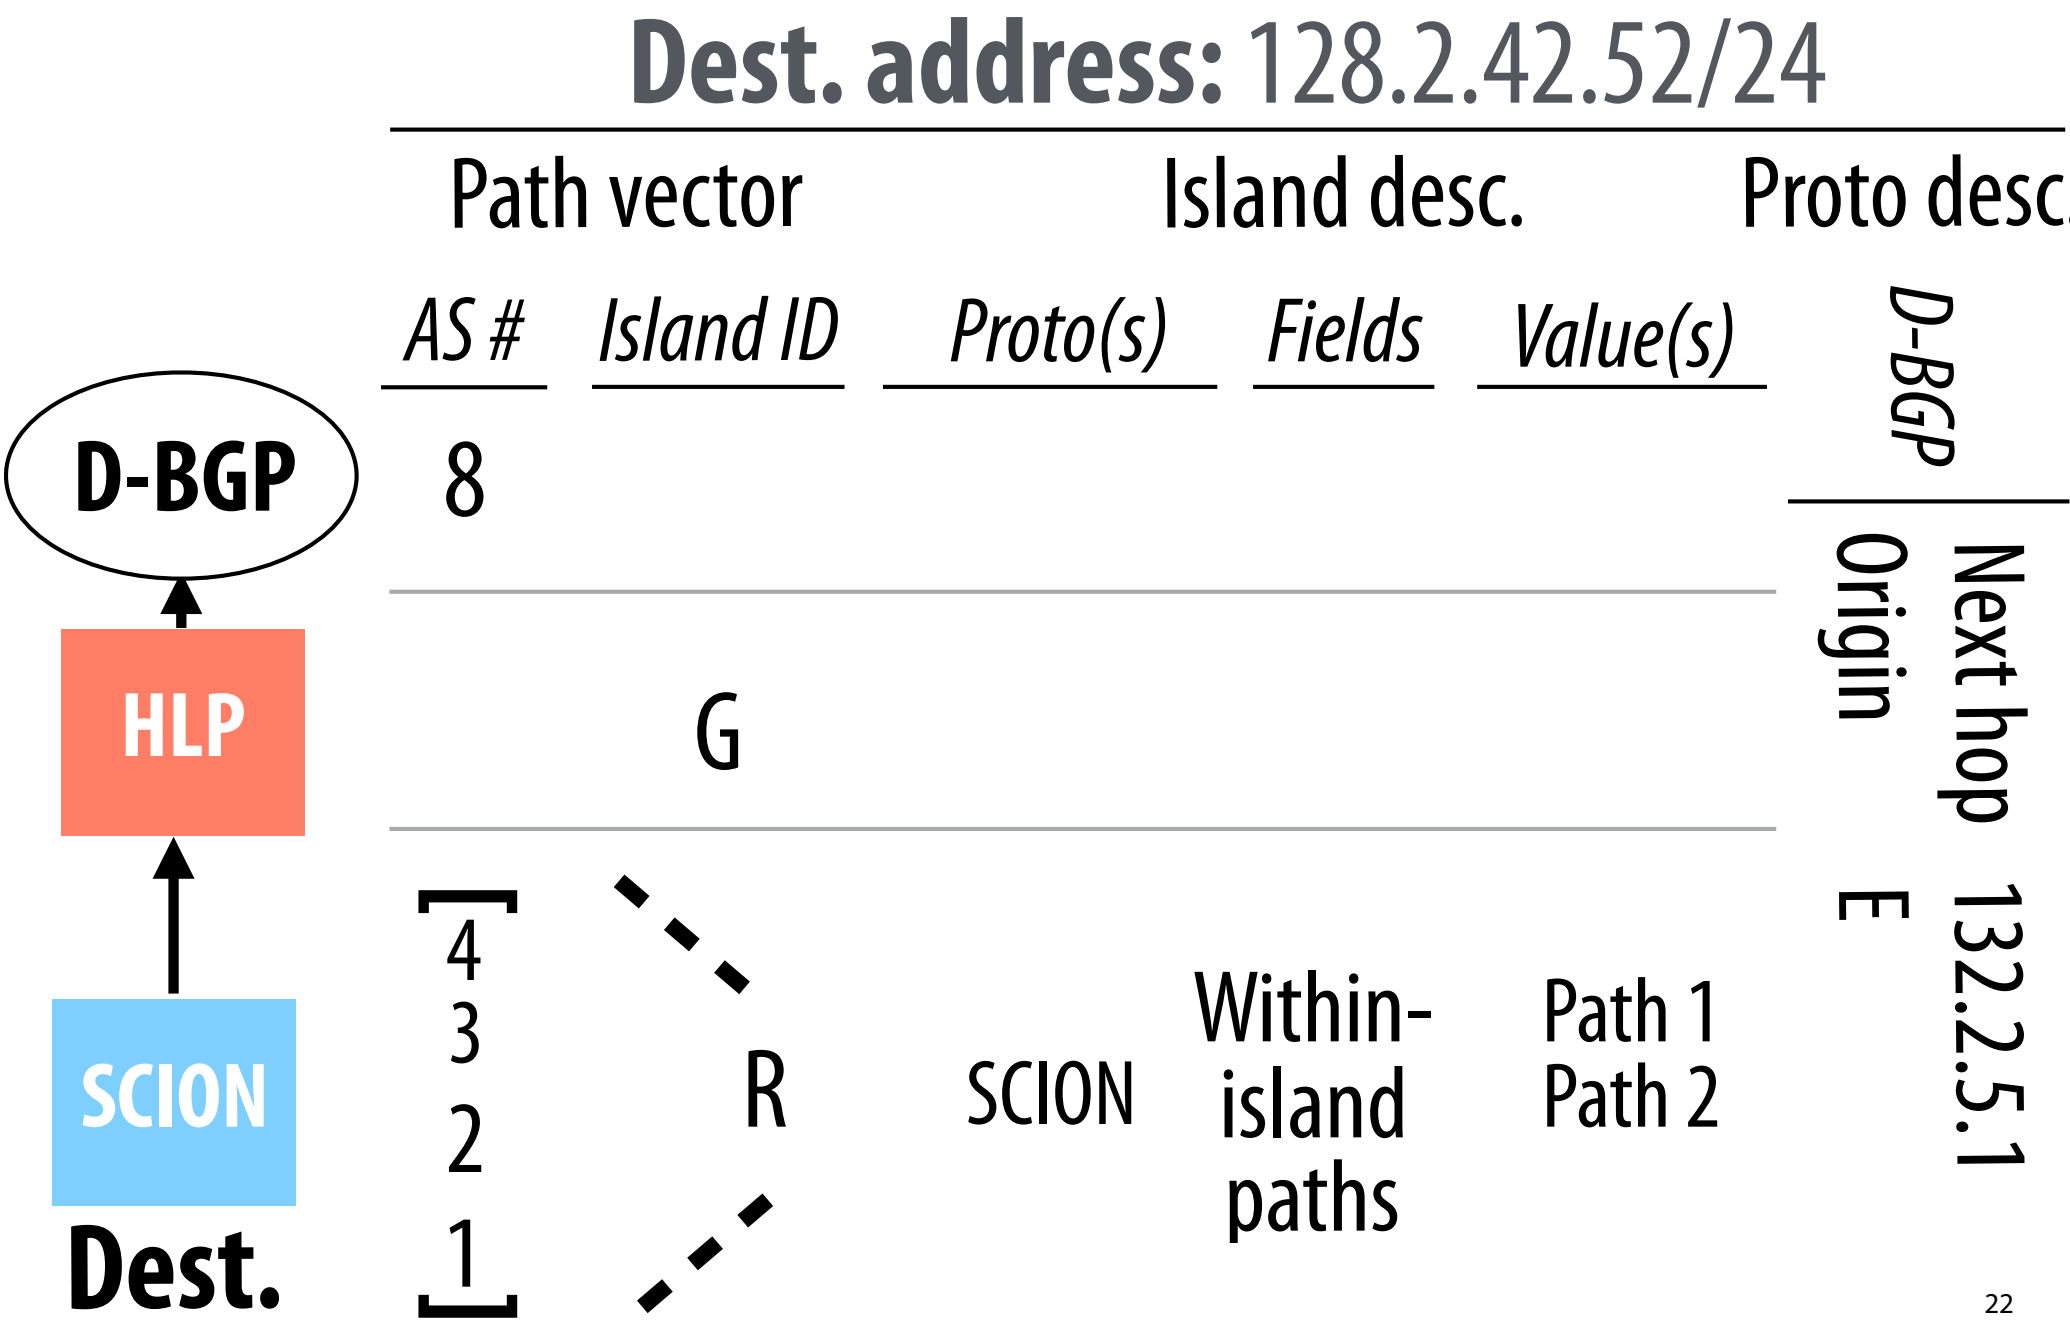 Dest. address: 128.2.42.52/24
Path vector Island desc. Proto desc.
AS # Island ID Proto(s) Fields Value(s) D-BGP
D-BGP 8
Next hop 132.2.5.1
Origin E
HLP G
[4 3 2 1]
R
SCION
Within-
island
paths
Path 1
Path 2
SCION
Dest.
22